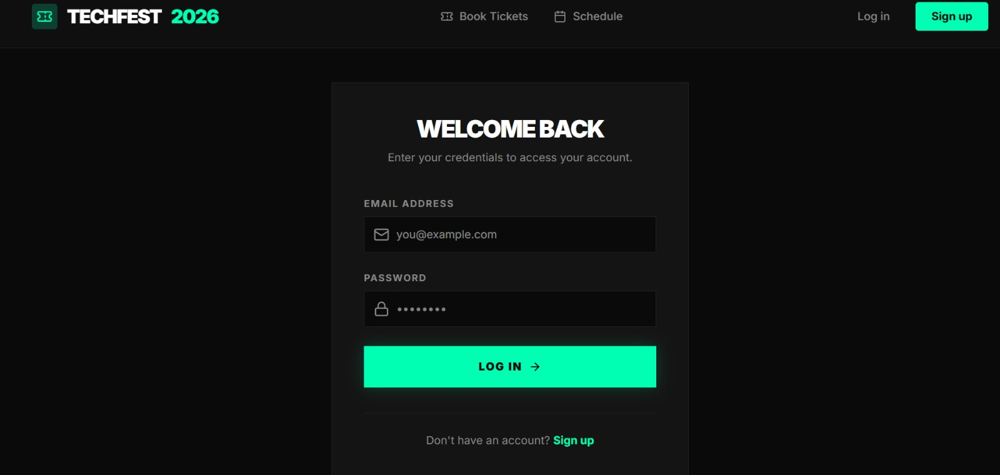 TECHFEST 2026
Book Tickets
Schedule
Log in
Sign up
WELCOME BACK
Enter your credentials to access your account.
EMAIL ADDRESS
you@example.com
PASSWORD
••••••••
LOG IN →
Don't have an account? Sign up